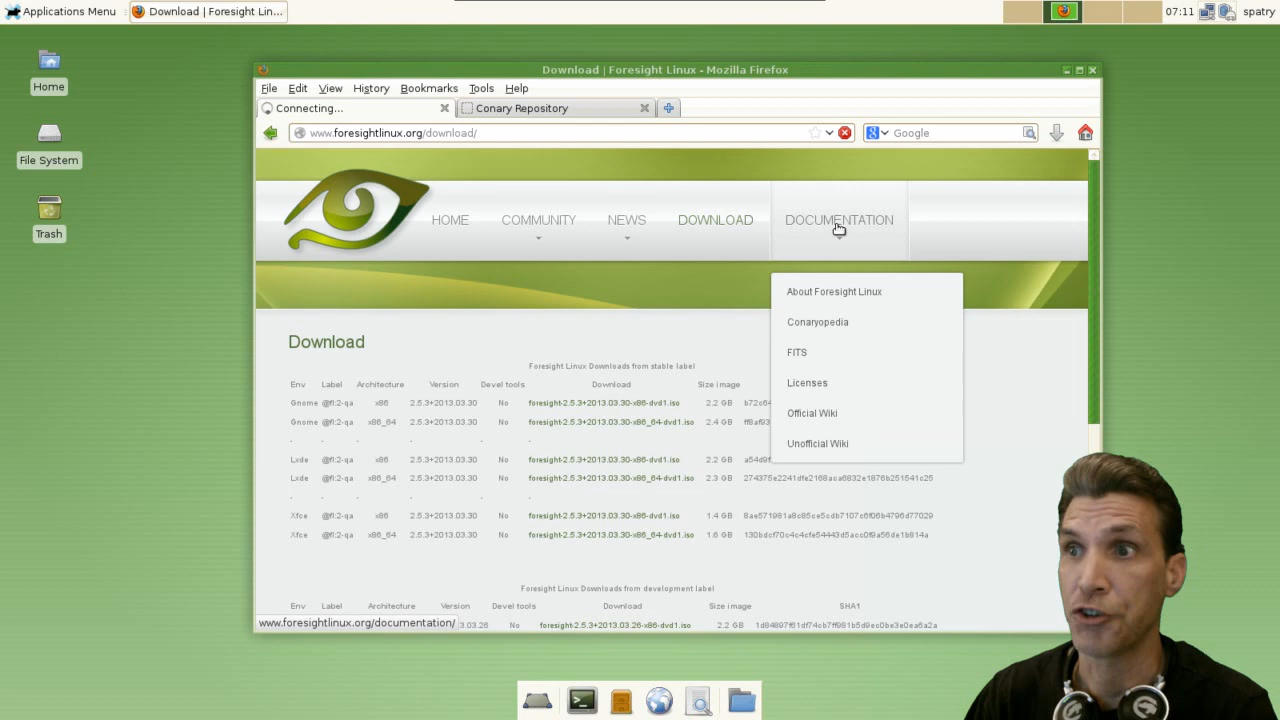 Applications Menu Download | Foresight Linux - Lin... 07:11 spatry
Home
File System
Trash
Download | Foresight Linux - Mozilla Firefox
File Edit View History Bookmarks Tools Help
Connecting... Conary Repository
www.foresightlinux.org/download/ Google
HOME COMMUNITY NEWS DOWNLOAD DOCUMENTATION
About Foresight Linux
Conaryopedia
FITS
Licenses
Official Wiki
Unofficial Wiki
Download
Foresight Linux Downloads from stable label
Env Label Architecture Version Devel tools Download Size image
Gnome @fl:2-qa x86 2.5.3+2013.03.30 No foresight-2.5.3+2013.03.30-x86-dvd1.iso 2.2 GB b72c64
Gnome @fl:2-qa x86_64 2.5.3+2013.03.30 No foresight-2.5.3+2013.03.30-x86_64-dvd1.iso 2.4 GB ff8af93
. . . . . .
Lxde @fl:2-qa x86 2.5.3+2013.03.30 No foresight-2.5.3+2013.03.30-x86-dvd1.iso 2.2 GB
Lxde @fl:2-qa x86_64 2.5.3+2013.03.30 No foresight-2.5.3+2013.03.30-x86_64-dvd1.iso 2.3 GB
. . . . . .
Xfce @fl:2-qa x86 2.5.3+2013.03.30 No foresight-2.5.3+2013.03.30-x86-dvd1.iso 1.4 GB
Xfce @fl:2-qa x86_64 2.5.3+2013.03.30 No foresight-2.5.3+2013.03.30-x86_64-dvd1.iso 1.6 GB
Foresight Linux Downloads from development label
Env Label Architecture Version Devel tools Download Size image SHA1
www.foresightlinux.org/documentation/ 3.03.26 No foresight-2.5.3+2013.03.26-x86-dvd1.iso 2.2 GB